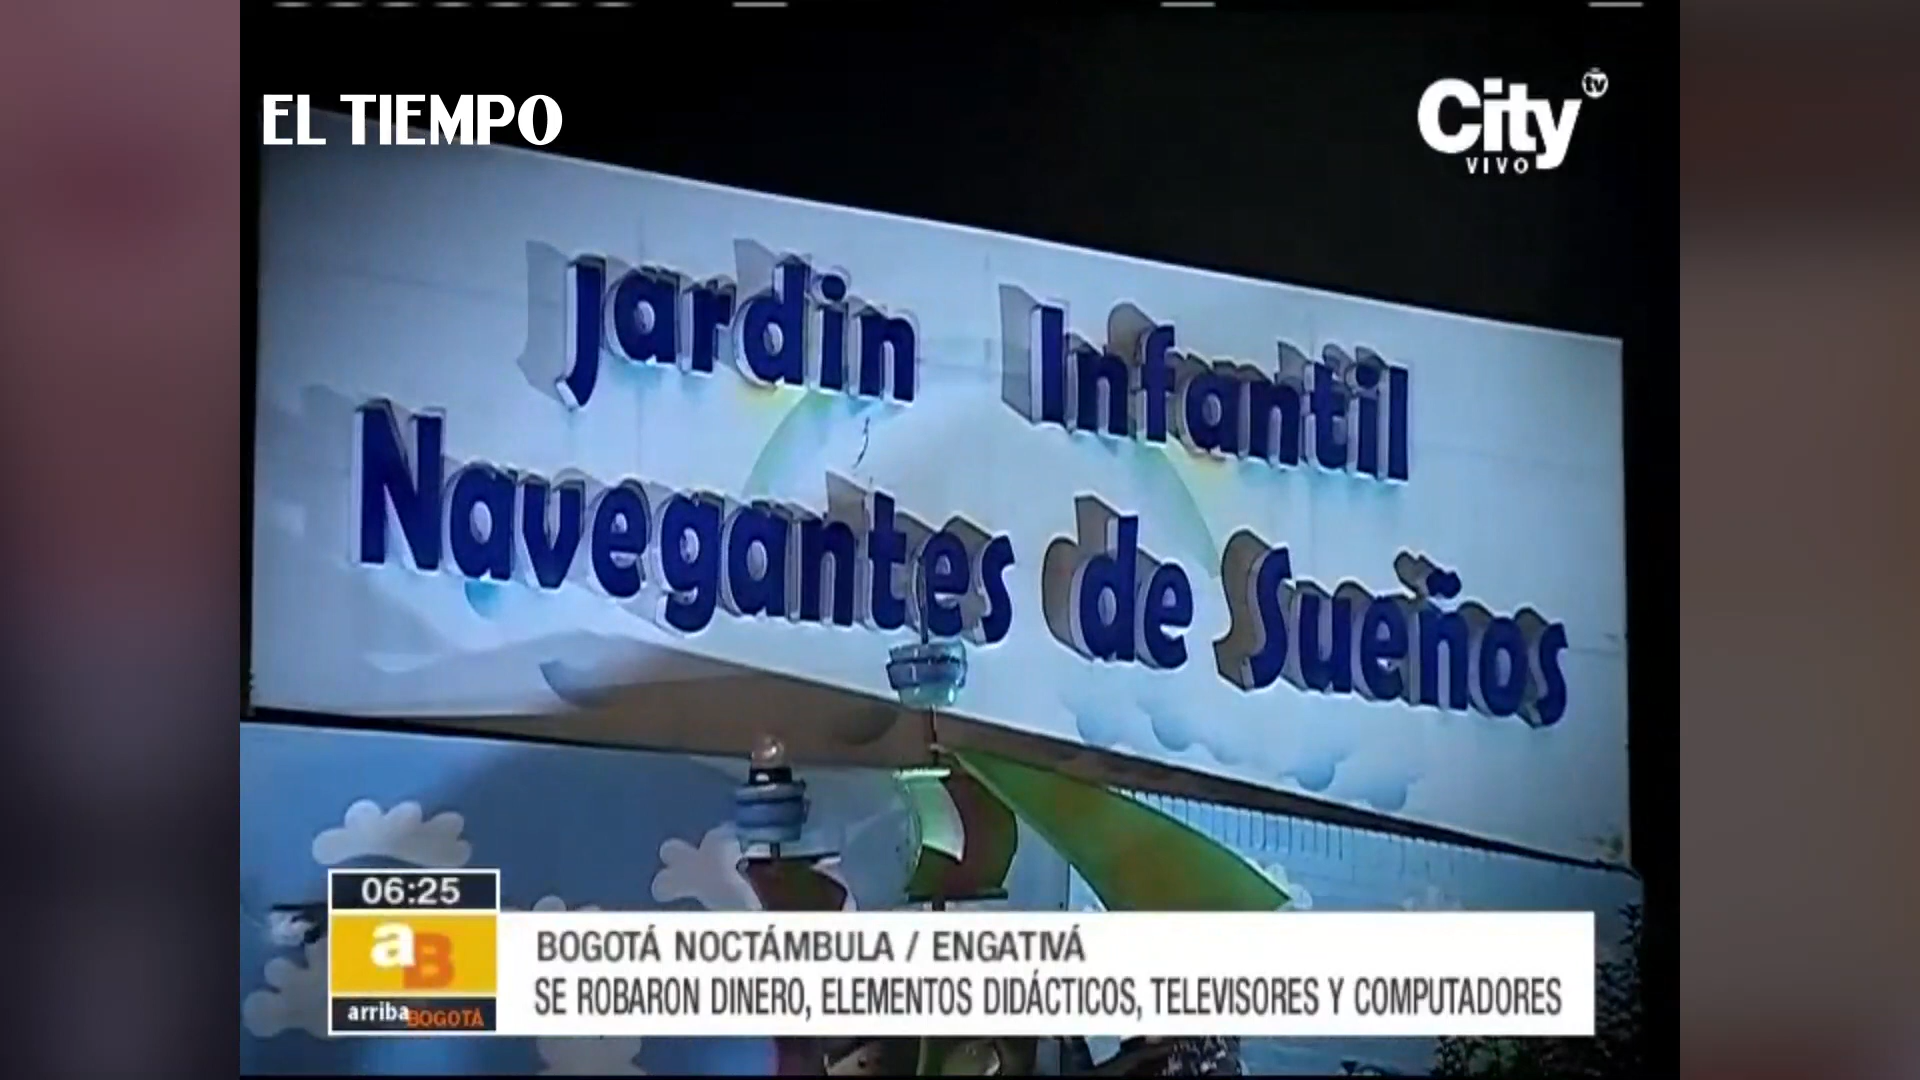 EL TIEMPO
City tv
VIVO
Jardin Infantil
Navegantes de Sueños
06:25
aB
arriba BOGOTÁ
BOGOTÁ NOCTÁMBULA / ENGATIVÁ
SE ROBARON DINERO, ELEMENTOS DIDÁCTICOS, TELEVISORES Y COMPUTADORES